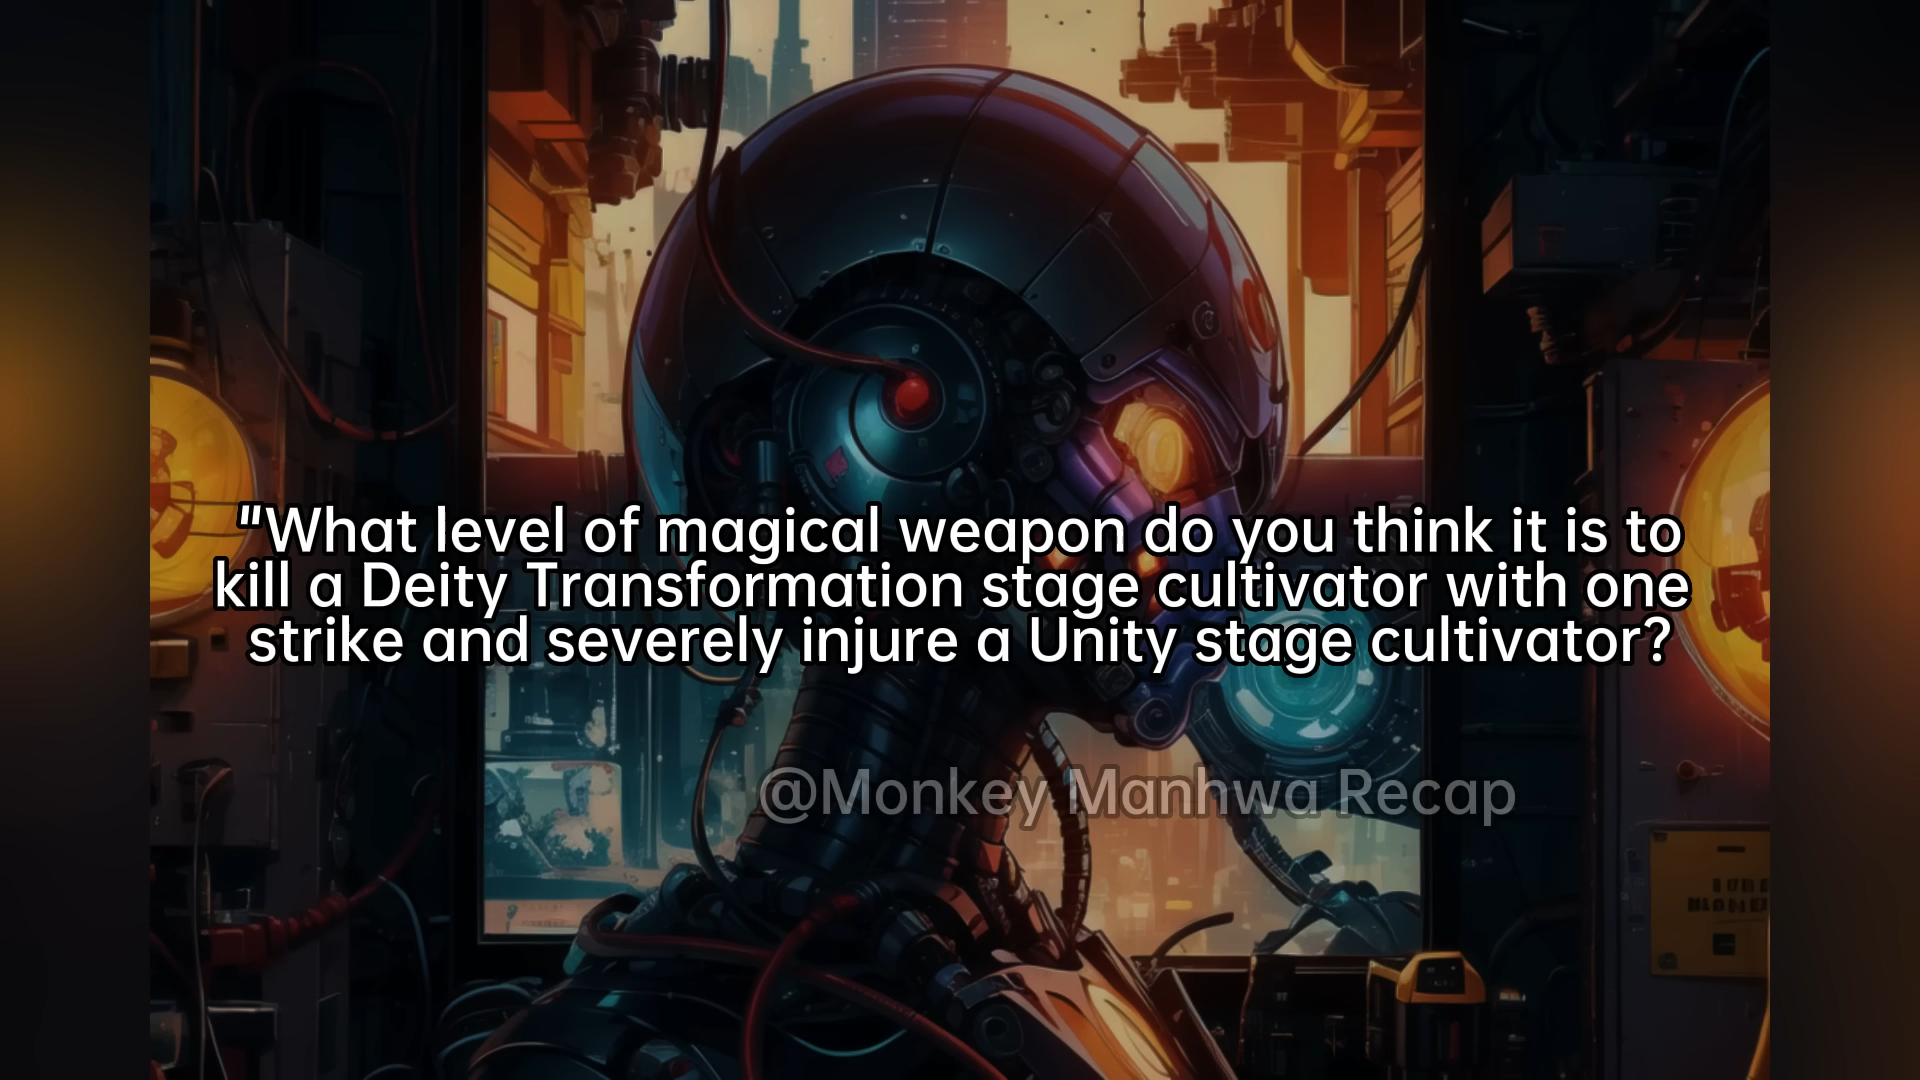 "What level of magical weapon do you think it is to
kill a Deity Transformation stage cultivator with one
strike and severely injure a Unity stage cultivator?
@Monkey Manhwa Recap